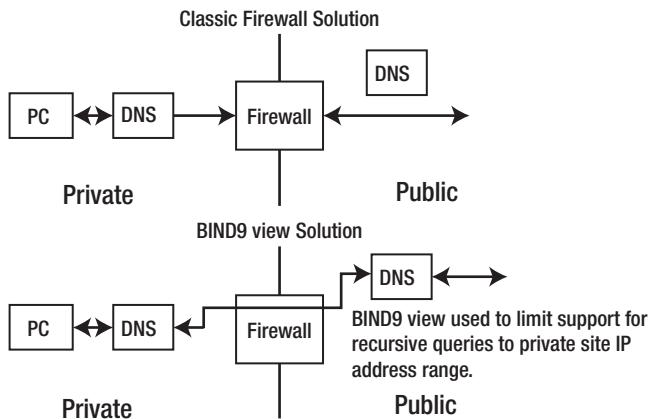 Classic Firewall Solution
DNS
PC
DNS
Firewall
Private
Public
BIND9 view Solution
DNS
PC
DNS
Firewall
BIND9 view used to limit support for
recursive queries to private site IP
address range.
Private
Public